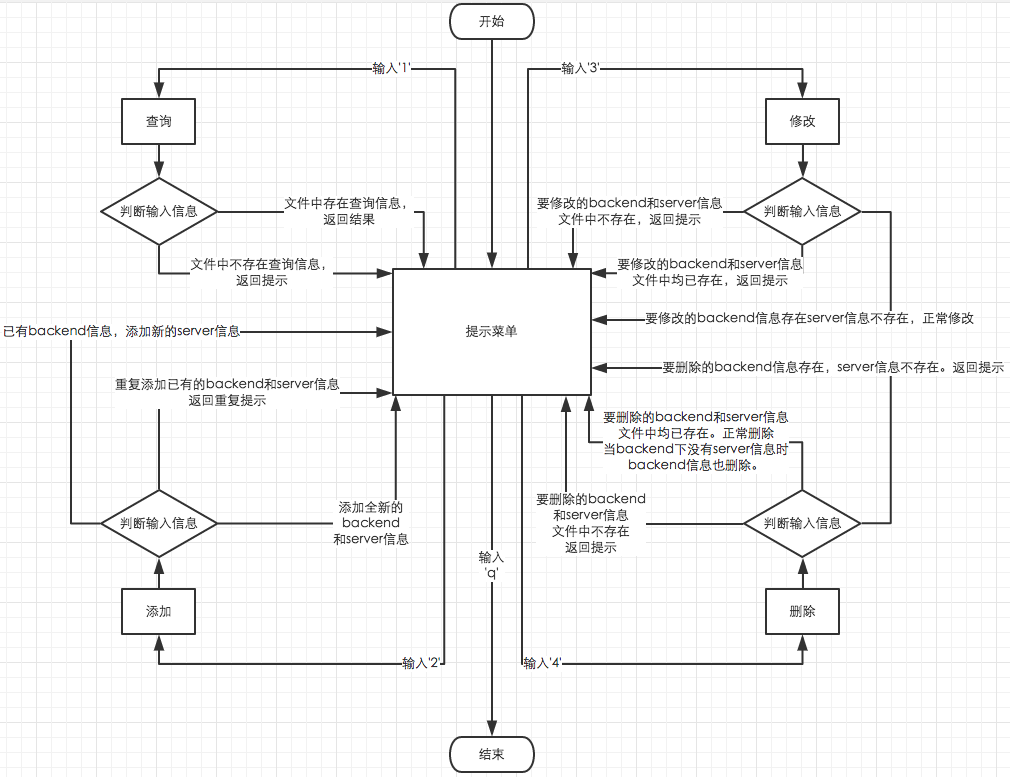 开始
输入'1'
输入'3'
查询
修改
判断输入信息
文件中存在查询信息，
返回结果
要修改的backend和server信息
文件中不存在，返回提示
判断输入信息
文件中不存在查询信息，
返回提示
要修改的backend和server信息
文件中均已存在，返回提示
已有backend信息，添加新的server信息
提示菜单
要修改的backend信息存在server信息不存在，正常修改
要删除的backend信息存在，server信息不存在。返回提示
重复添加已有的backend和server信息
返回重复提示
要删除的backend和server信息
文件中均已存在。正常删除
当backend下没有server信息时
backend信息也删除。
判断输入信息
添加全新的
backend
和server信息
要删除的backend
和server信息
文件中不存在
返回提示
判断输入信息
输入
'q'
添加
删除
输入'2'
输入'4'
结束